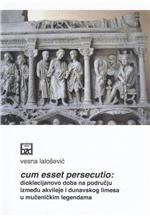 vesna lalošević
cum esset persecutio:
dioklecijanovo doba na području
između akvileje i dunavskog limesa
u mučeničkim legendama